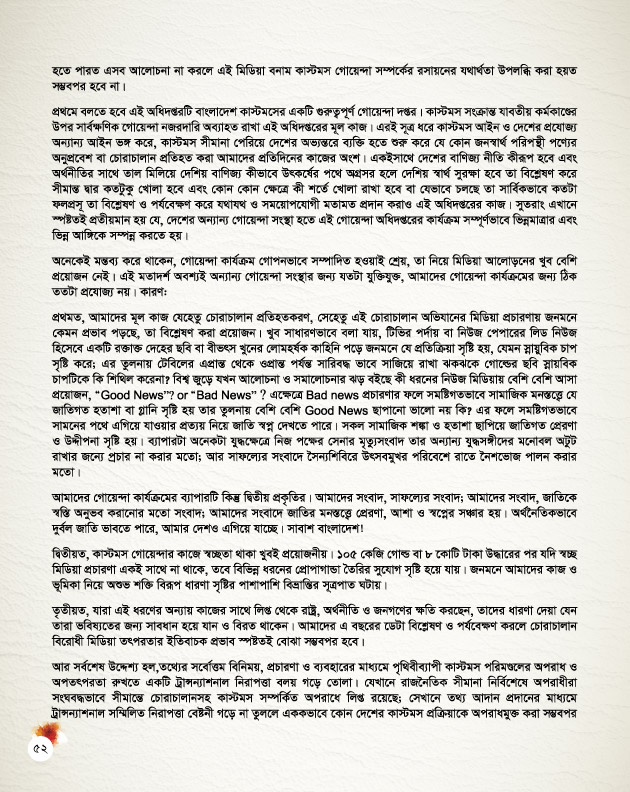 হতে পারত এসব আলোচনা না করলে এই মিডিয়া বনাম কাস্টমস গোয়েন্দা সম্পর্কের রসায়নের যথার্থতা উপলব্ধি করা হয়ত
সম্ভবপর হবে না।
প্রথমে বলতে হবে এই অধিদপ্তরটি বাংলাদেশ কাস্টমসের একটি গুরুত্বপূর্ণ গোয়েন্দা দপ্তর। কাস্টমস সংক্রান্ত যাবতীয় কর্মকাণ্ডের
উপর সার্বক্ষণিক গোয়েন্দা নজরদারি অব্যাহত রাখা এই অধিদপ্তরের মূল কাজ। এরই সূত্র ধরে কাস্টমস আইন ও দেশের প্রযোজ্য
অন্যান্য আইন ভঙ্গ করে, কাস্টমস সীমানা পেরিয়ে দেশের অভ্যন্তরে ব্যক্তি হতে শুরু করে যে কোন জনস্বার্থ পরিপন্থী পণ্যের
অনুপ্রবেশ বা চোরাচালান প্রতিহত করা আমাদের প্রতিদিনের কাজের অংশ। একইসাথে দেশের বাণিজ্য নীতি কীরূপ হবে এবং
অর্থনীতির সাথে তাল মিলিয়ে দেশিয় বাণিজ্য কীভাবে উৎকর্ষের পথে অগ্রসর হলে দেশিয় স্বার্থ সুরক্ষা হবে তা বিশ্লেষণ করে
সীমান্ত দ্বার কতটুকু খোলা হবে এবং কোন কোন ক্ষেত্রে কী শর্তে খোলা রাখা হবে বা যেভাবে চলছে তা সার্বিকভাবে কতটা
ফলপ্রসূ তা বিশ্লেষণ ও পর্যবেক্ষণ করে যথাযথ ও সময়োপযোগী মতামত প্রদান করাও এই অধিদপ্তরের কাজ। সুতরাং এখানে
স্পষ্টতই প্রতীয়মান হয় যে, দেশের অন্যান্য গোয়েন্দা সংস্থা হতে এই গোয়েন্দা অধিদপ্তরের কার্যক্রম সম্পূর্ণভাবে ভিন্নমাত্রার এবং
ভিন্ন আঙ্গিকে সম্পন্ন করতে হয়।
অনেকেই মন্তব্য করে থাকেন, গোয়েন্দা কার্যক্রম গোপনভাবে সম্পাদিত হওয়াই শ্রেয়, তা নিয়ে মিডিয়া আলোড়নের খুব বেশি
প্রয়োজন নেই। এই মতাদর্শ অবশ্যই অন্যান্য গোয়েন্দা সংস্থার জন্য যতটা যুক্তিযুক্ত, আমাদের গোয়েন্দা কার্যক্রমের জন্য ঠিক
ততটা প্রযোজ্য নয়। কারণ:
প্রথমত, আমাদের মূল কাজ যেহেতু চোরাচালান প্রতিহতকরণ, সেহেতু এই চোরাচালান অভিযানের মিডিয়া প্রচারণায় জনমনে
কেমন প্রভাব পড়ছে, তা বিশ্লেষণ করা প্রয়োজন। খুব সাধারণভাবে বলা যায়, টিভির পর্দায় বা নিউজ পেপারের লিড নিউজ
হিসেবে একটি রক্তাক্ত দেহের ছবি বা বীভৎস খুনের লোমহর্ষক কাহিনি পড়ে জনমনে যে প্রতিক্রিয়া সৃষ্টি হয়, যেমন স্নায়ুবিক চাপ
সৃষ্টি করে; এর তুলনায় টেবিলের এপ্রান্ত থেকে ওপ্রান্ত পর্যন্ত সারিবদ্ধ ভাবে সাজিয়ে রাখা ঝকঝকে গোল্ডের ছবি স্নায়বিক
চাপটিকে কি শিথিল করেনা? বিশ্ব জুড়ে যখন আলোচনা ও সমালোচনার ঝড় বইছে কী ধরনের নিউজ মিডিয়ায় বেশি বেশি আসা
প্রয়োজন, “Good News”? or “Bad News” ? এক্ষেত্রে Bad news প্রচারণার ফলে সমষ্টিগতভাবে সামাজিক মনস্তত্ত্বে যে
জাতিগত হতাশা বা গ্লানি সৃষ্টি হয় তার তুলনায় বেশি বেশি Good News ছাপানো ভালো নয় কি? এর ফলে সমষ্টিগতভাবে
সামনের পথে এগিয়ে যাওয়ার প্রত্যয় নিয়ে জাতি স্বপ্ন দেখতে পারে। সকল সামাজিক শঙ্কা ও হতাশা ছাপিয়ে জাতিগত প্রেরণা
ও উদ্দীপনা সৃষ্টি হয়। ব্যাপারটা অনেকটা যুদ্ধক্ষেত্রে নিজ পক্ষের সেনার মৃত্যুসংবাদ তার অন্যান্য যুদ্ধসঙ্গীদের মনোবল অটুট
রাখার জন্যে প্রচার না করার মতো; আর সাফল্যের সংবাদে সৈন্যশিবিরে উৎসবমুখর পরিবেশে রাতে নৈশভোজ পালন করার
মতো।
আমাদের গোয়েন্দা কার্যক্রমের ব্যাপারটি কিন্তু দ্বিতীয় প্রকৃতির। আমাদের সংবাদ, সাফল্যের সংবাদ; আমাদের সংবাদ, জাতিকে
স্বস্তি অনুভব করানোর মতো সংবাদ; আমাদের সংবাদে জাতির মনস্তত্ত্বে প্রেরণা, আশা ও স্বপ্নের সঞ্চার হয়। অর্থনৈতিকভাবে
দুর্বল জাতি ভাবতে পারে, আমার দেশও এগিয়ে যাচ্ছে। সাবাশ বাংলাদেশ!
দ্বিতীয়ত, কাস্টমস গোয়েন্দার কাজে স্বচ্ছতা থাকা খুবই প্রয়োজনীয়। ১০৫ কেজি গোল্ড বা ৮ কোটি টাকা উদ্ধারের পর যদি স্বচ্ছ
মিডিয়া প্রচারণা একই সাথে না থাকে, তবে বিভিন্ন ধরনের প্রোপাগান্ডা তৈরির সুযোগ সৃষ্টি হয়ে যায়। জনমনে আমাদের কাজ ও
ভূমিকা নিয়ে অশুভ শক্তি বিরূপ ধারণা সৃষ্টির পাশাপাশি বিভ্রান্তির সূত্রপাত ঘটায়।
তৃতীয়ত, যারা এই ধরণের অন্যায় কাজের সাথে লিপ্ত থেকে রাষ্ট্র, অর্থনীতি ও জনগণের ক্ষতি করছেন, তাদের ধারণা দেয়া যেন
তারা ভবিষ্যতের জন্য সাবধান হয়ে যান ও বিরত থাকেন। আমাদের এ বছরের ডেটা বিশ্লেষণ ও পর্যবেক্ষণ করলে চোরাচালান
বিরোধী মিডিয়া তৎপরতার ইতিবাচক প্রভাব স্পষ্টতই বোঝা সম্ভবপর হবে।
আর সর্বশেষ উদ্দেশ্য হল,তথ্যের সর্বোত্তম বিনিময়, প্রচারণা ও ব্যবহারের মাধ্যমে পৃথিবীব্যাপী কাস্টমস পরিমণ্ডলের অপরাধ ও
অপতৎপরতা রুখতে একটি ট্রান্সন্যাশনাল নিরাপত্তা বলয় গড়ে তোলা। যেখানে রাজনৈতিক সীমানা নির্বিশেষে অপরাধীরা
সংঘবদ্ধভাবে সীমান্তে চোরাচালানসহ কাস্টমস সম্পর্কিত অপরাধে লিপ্ত রয়েছে; সেখানে তথ্য আদান প্রদানের মাধ্যমে
ট্রান্সন্যাশনাল সম্মিলিত নিরাপত্তা বেষ্টনী গড়ে না তুললে এককভাবে কোন দেশের কাস্টমস প্রক্রিয়াকে অপরাধমুক্ত করা সম্ভবপর
৫২